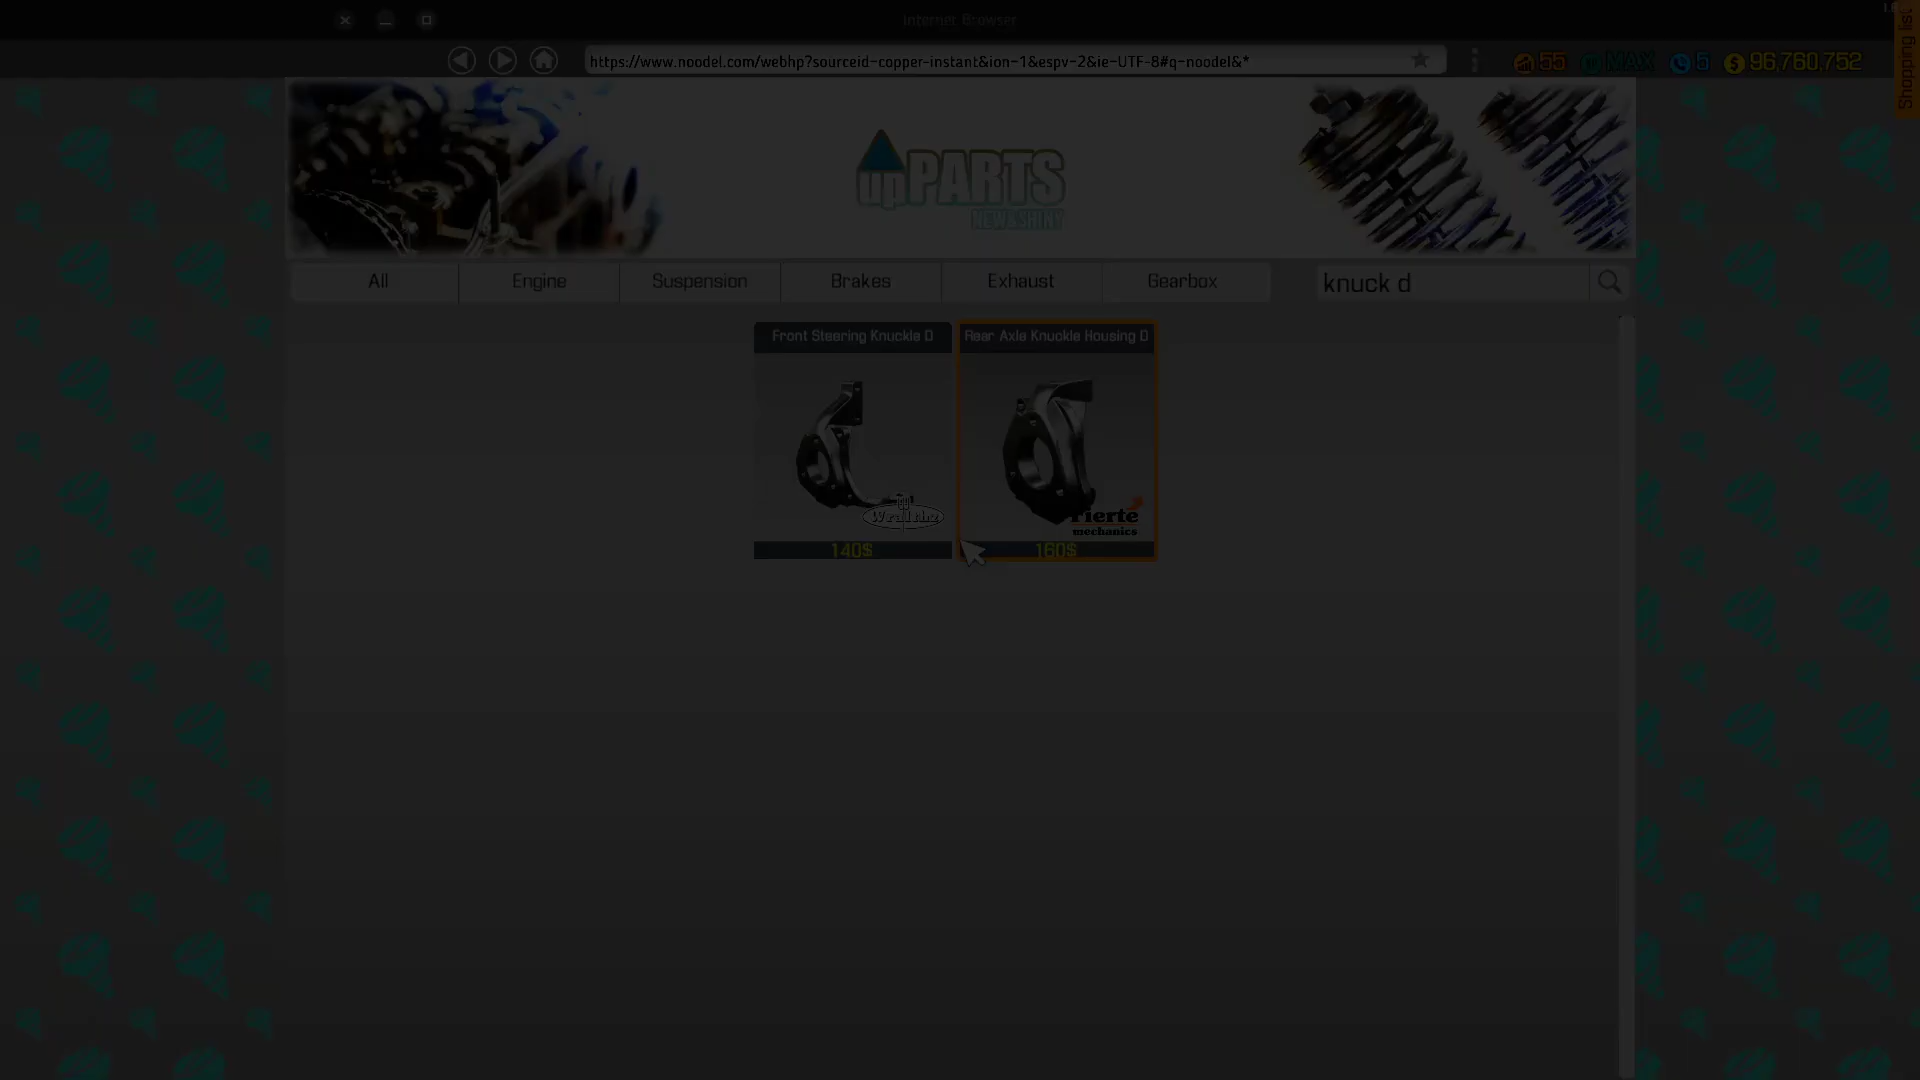 Internet Browser
https://www.noodel.com/webhp?sourceid-copper-instant&ion-1&espv-2&ie-UTF-8#q-noodel&*
55
MAX
5
96,760,752
Shopping list
upPARTS
NEW&SHINY
All
Engine
Suspension
Brakes
Exhaust
Gearbox
knuck d
Front Steering Knuckle D
Rear Axle Knuckle Housing D
mechanics
140$
160$